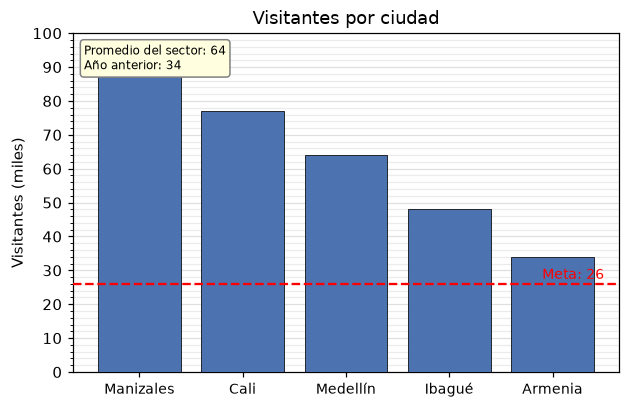 Visitantes por ciudad
Visitantes (miles)
100
90
80
70
60
50
40
30
20
10
0
Promedio del sector: 64
Año anterior: 34
Meta: 26
Manizales
Cali
Medellín
Ibagué
Armenia